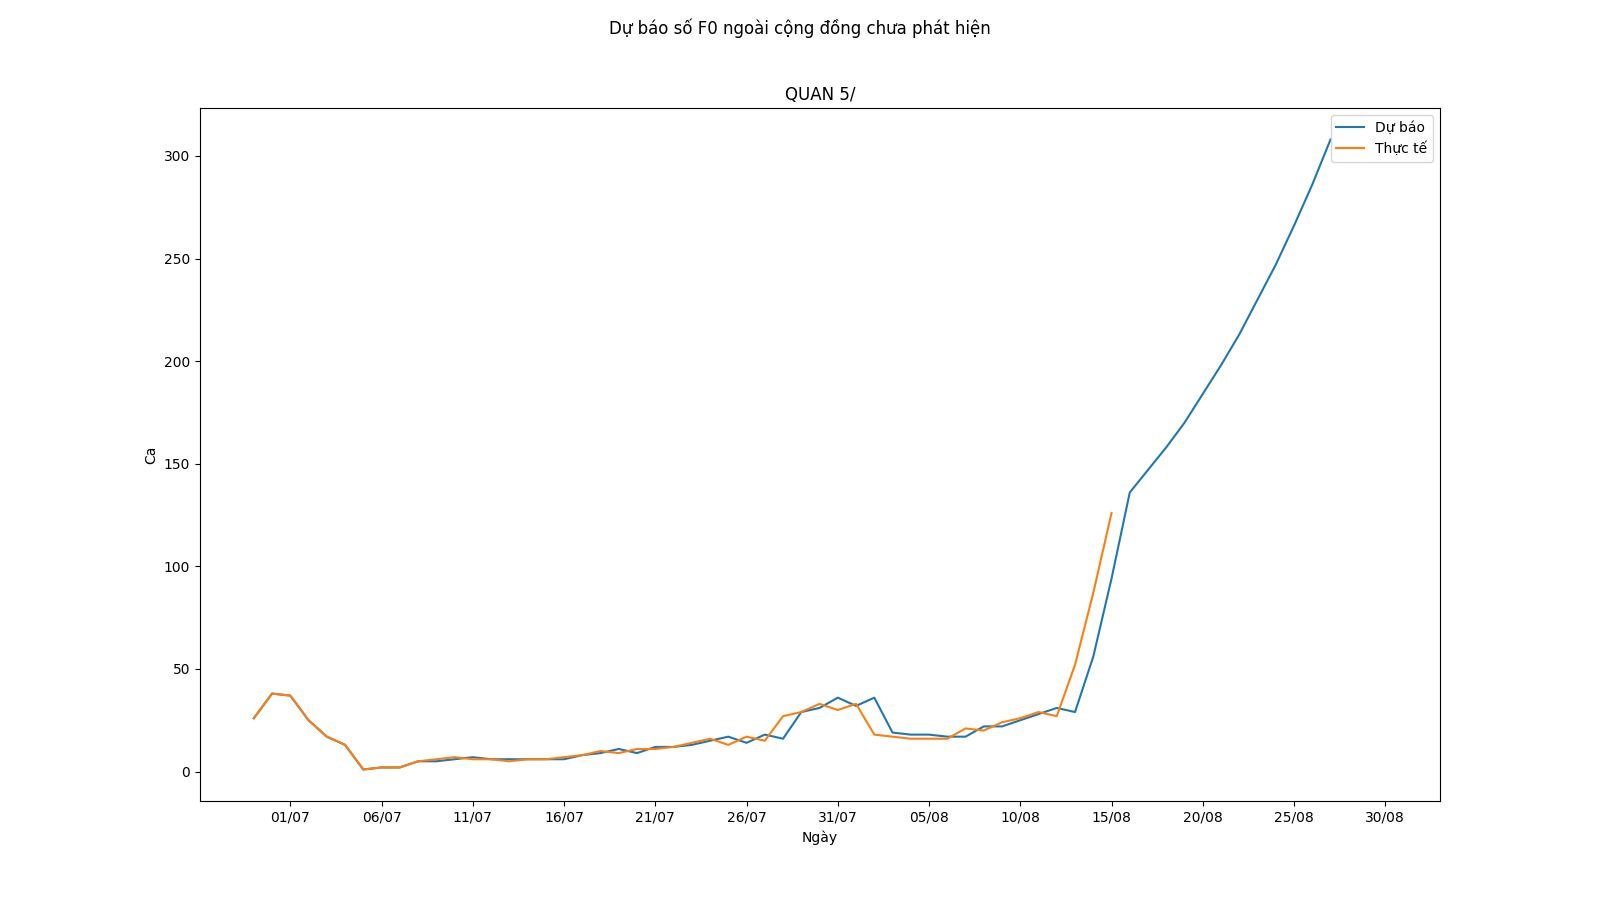 Dự báo số F0 ngoài cộng đồng chưa phát hiện
QUAN 5/
Dự báo
Thực tế
300
250
200
150
100
50
0
Ca
01/07 06/07 11/07 16/07 21/07 26/07 31/07 05/08 10/08 15/08 20/08 25/08 30/08
Ngày